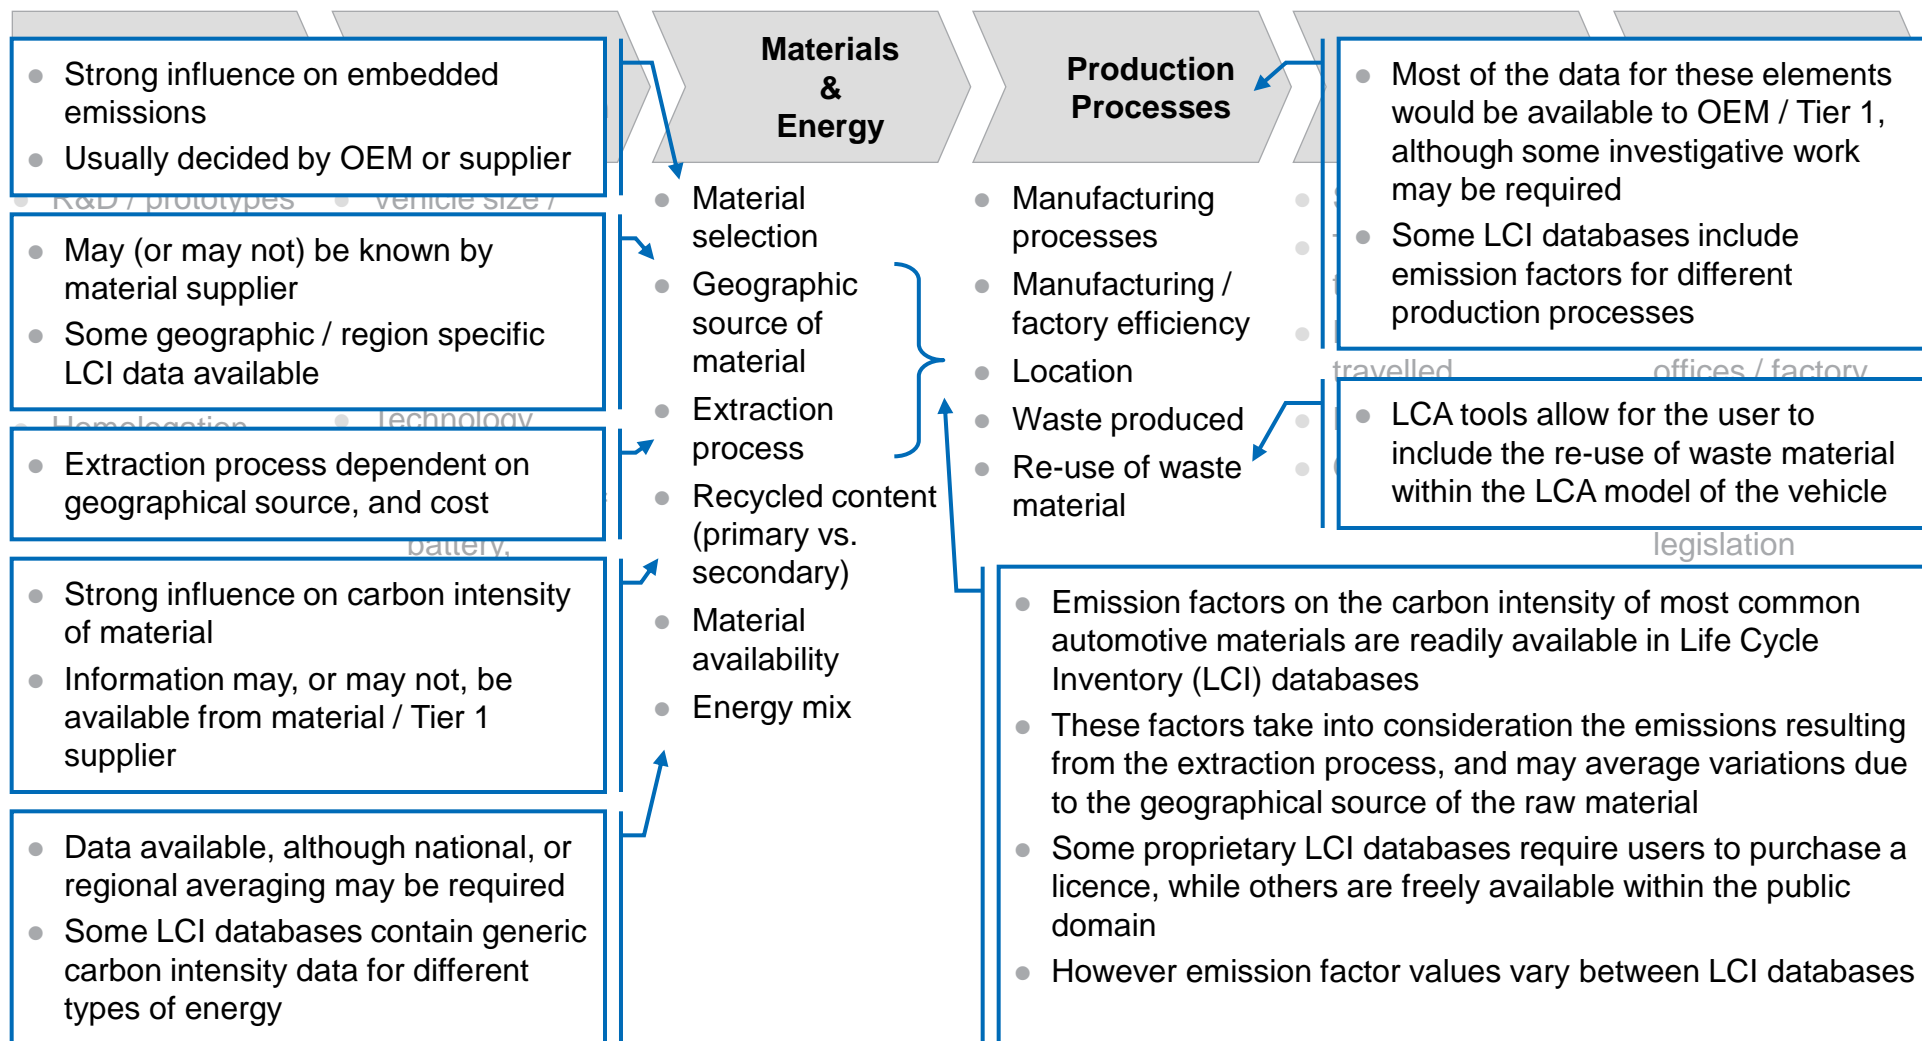 Materials
&
Energy
Production
Processes
Strong influence on embedded
emissions
Usually decided by OEM or supplier
R&D / prototypes
Vehicle size /
May (or may not) be known by
material supplier
Some geographic / region specific
LCI data available
Homologation
Technology
Extraction process dependent on
geographical source, and cost
battery,
Strong influence on carbon intensity
of material
Information may, or may not, be
available from material / Tier 1
supplier
Data available, although national, or
regional averaging may be required
Some LCI databases contain generic
carbon intensity data for different
types of energy
Material
selection
Geographic
source of
material
Extraction
process
Recycled content
(primary vs.
secondary)
Material
availability
Energy mix
Manufacturing
processes
Manufacturing /
factory efficiency
Location
Waste produced
Re-use of waste
material
Most of the data for these elements
would be available to OEM / Tier 1,
although some investigative work
may be required
Some LCI databases include
emission factors for different
production processes
travelled
offices / factory
LCA tools allow for the user to
include the re-use of waste material
within the LCA model of the vehicle
legislation
Emission factors on the carbon intensity of most common
automotive materials are readily available in Life Cycle
Inventory (LCI) databases
These factors take into consideration the emissions resulting
from the extraction process, and may average variations due
to the geographical source of the raw material
Some proprietary LCI databases require users to purchase a
licence, while others are freely available within the public
domain
However emission factor values vary between LCI databases